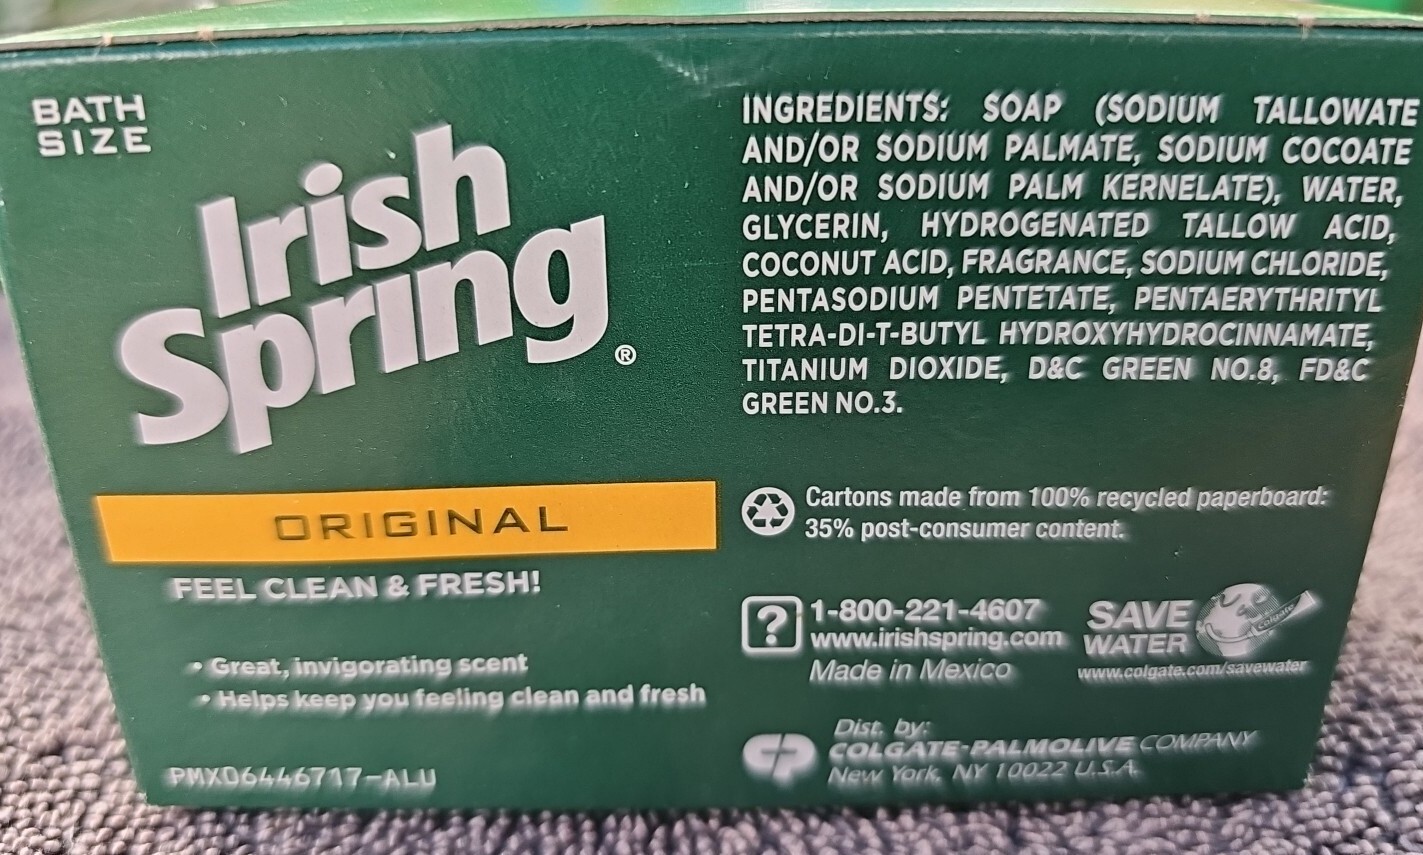 BATH
SIZE
Irish
Spring®
ORIGINAL
FEEL CLEAN & FRESH!
• Great, invigorating scent
• Helps keep you feeling clean and fresh
PMX06446717-ALU
INGREDIENTS: SOAP (SODIUM TALLOWATE
AND/OR SODIUM PALMATE, SODIUM COCOATE
AND/OR SODIUM PALM KERNELATE), WATER,
GLYCERIN, HYDROGENATED TALLOW ACID,
COCONUT ACID, FRAGRANCE, SODIUM CHLORIDE,
PENTASODIUM PENTETATE, PENTAERYTHRITYL
TETRA-DI-T-BUTYL HYDROXYHYDROCINNAMATE,
TITANIUM DIOXIDE, D&C GREEN NO.8, FD&C
GREEN NO.3.
Cartons made from 100% recycled paperboard:
35% post-consumer content.
?
1-800-221-4607
www.irishspring.com
Made in Mexico
SAVE
WATER
Colgate
www.colgate.com/savewater
Dist. by:
COLGATE-PALMOLIVE COMPANY
New York, NY 10022 U.S.A.